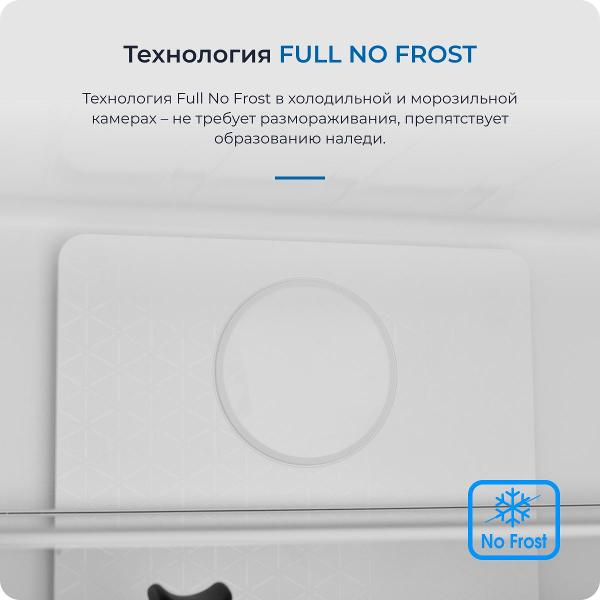 Технология FULL NO FROST
Технология Full No Frost в холодильной и морозильной
камерах – не требует размораживания, препятствует
образованию наледи.
No Frost